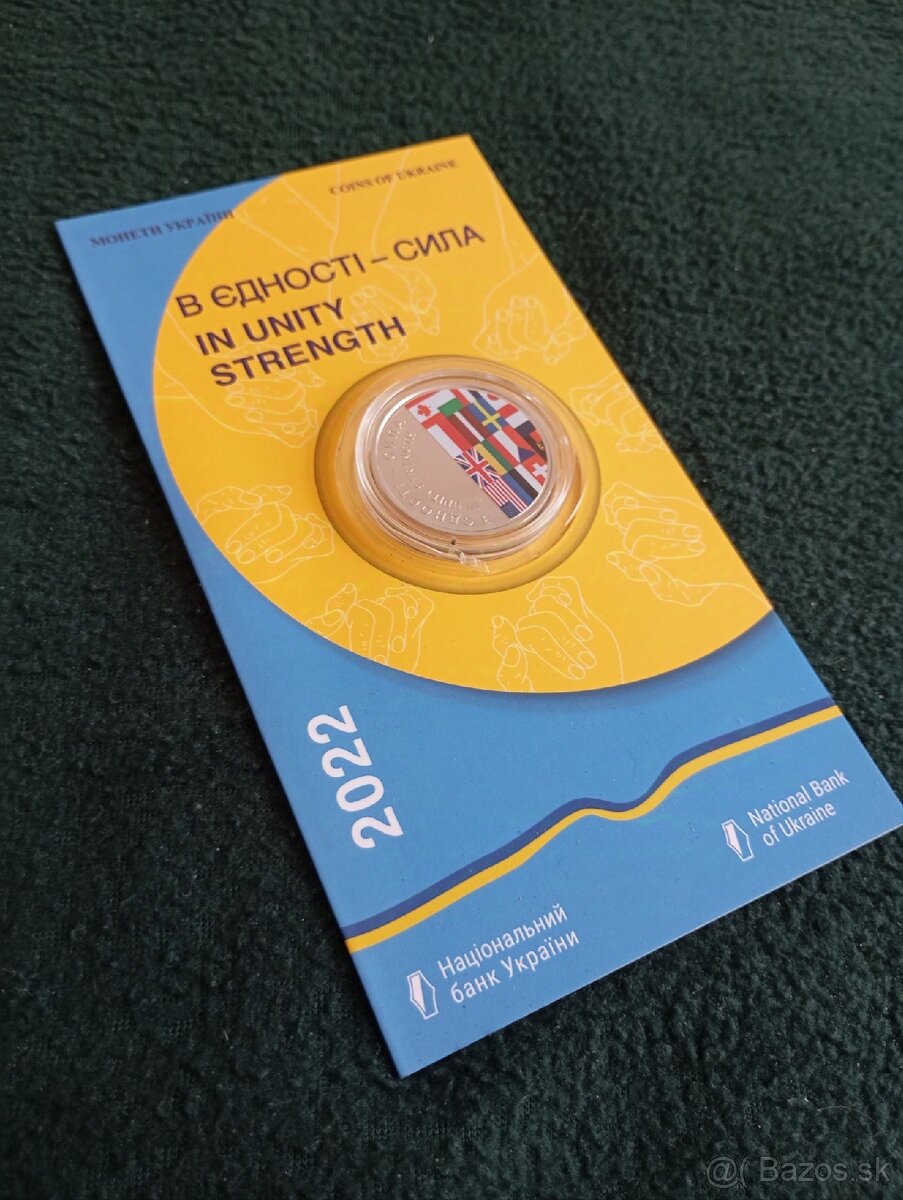 МОНЕТИ УКРАЇНИ
COINS OF UKRAINE
В ЄДНОСТІ – СИЛА
IN UNITY
STRENGTH
2022
Національний
банк України
National Bank
of Ukraine
@( Bazos.sk